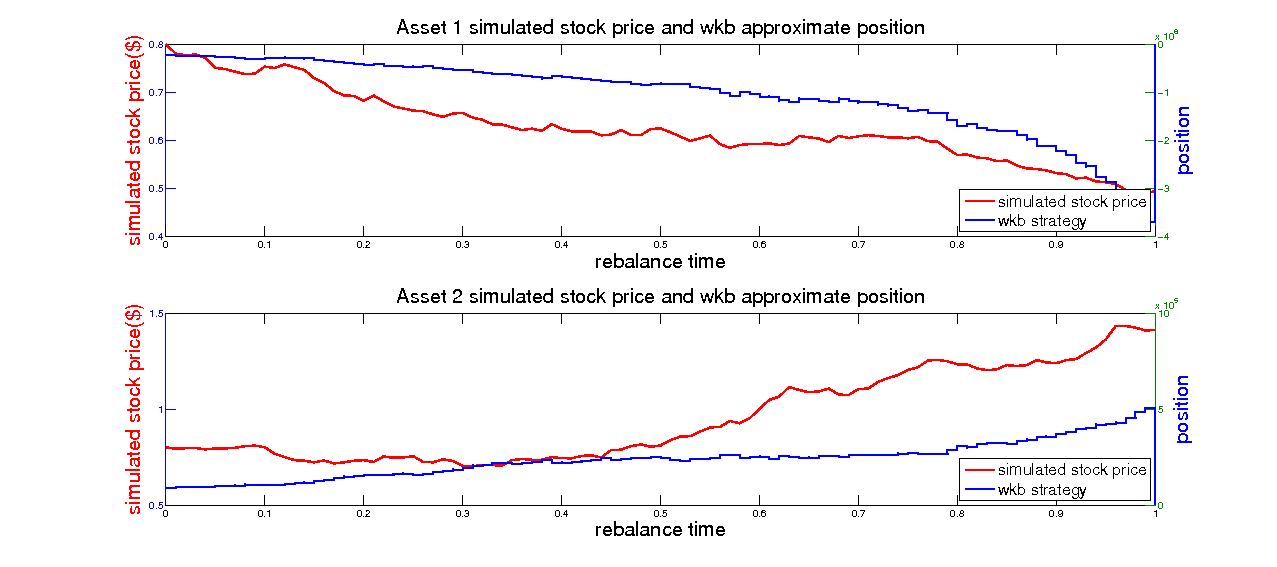 Asset 1 simulated stock price and wkb approximate position
simulated stock price($)
0.8
0.7
0.6
0.5
0.4
0
0.1
0.2
0.3
0.4
0.5
0.6
0.7
0.8
0.9
1
rebalance time
x 10
0
−1
−2
−3
−4
position
simulated stock price
wkb strategy
Asset 2 simulated stock price and wkb approximate position
simulated stock price($)
1.5
1
0.5
0
0.1
0.2
0.3
0.4
0.5
0.6
0.7
0.8
0.9
1
rebalance time
x 10
10
5
0
position
simulated stock price
wkb strategy